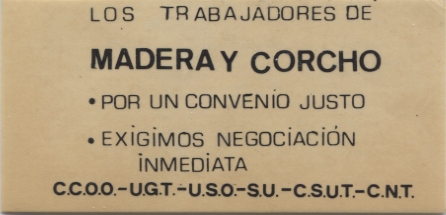 LOS TRABAJADORES DE
MADERA Y CORCHO
• POR UN CONVENIO JUSTO
• EXIGIMOS NEGOCIACIÓN
INMEDIATA
C.C.O.O.-U.G.T.-U.S.O.-S.U.-C.S.U.T.-C.N.T.